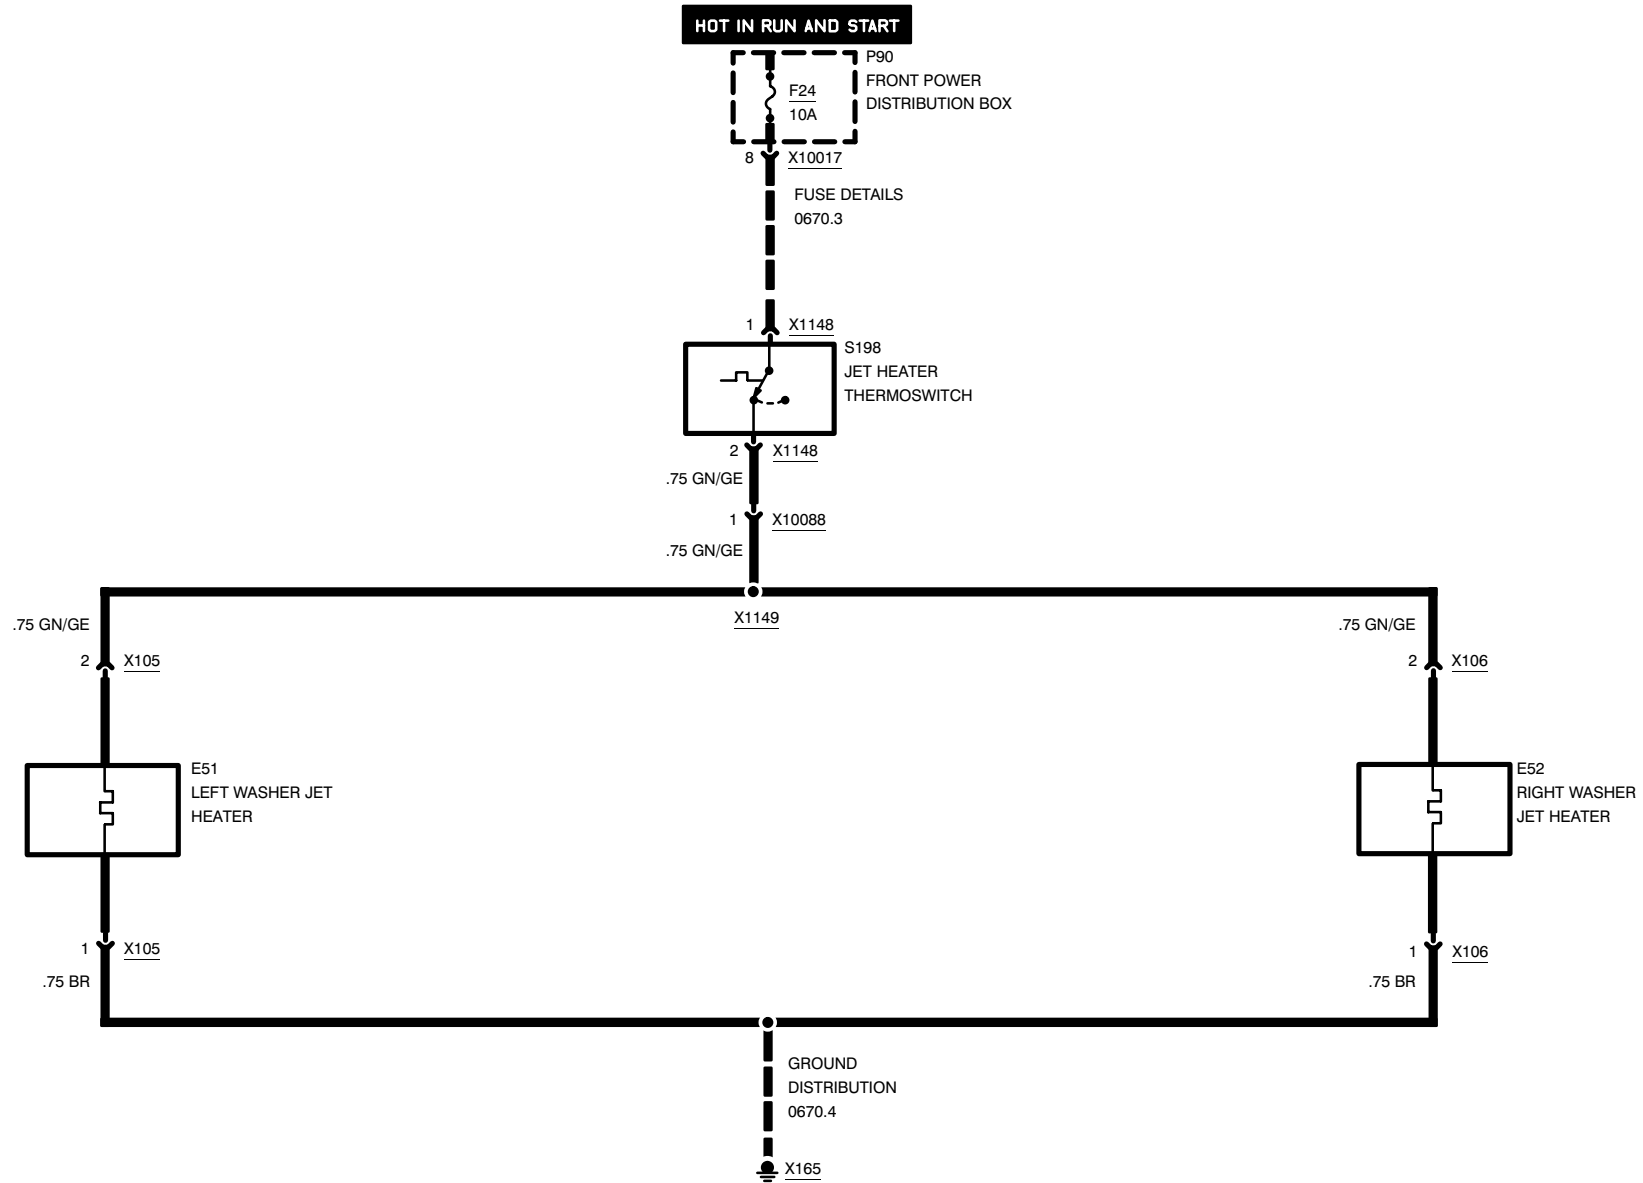 HOT IN RUN AND START
P90
FRONT POWER
DISTRIBUTION BOX
F24
10A
8 X10017
FUSE DETAILS
0670.3
1 X1148
S198
JET HEATER
THERMOSWITCH
2 X1148
.75 GN/GE
1 X10088
.75 GN/GE
X1149
.75 GN/GE
2 X105
E51
LEFT WASHER JET
HEATER
1 X105
.75 BR
.75 GN/GE
2 X106
E52
RIGHT WASHER
JET HEATER
1 X106
.75 BR
GROUND
DISTRIBUTION
0670.4
X165